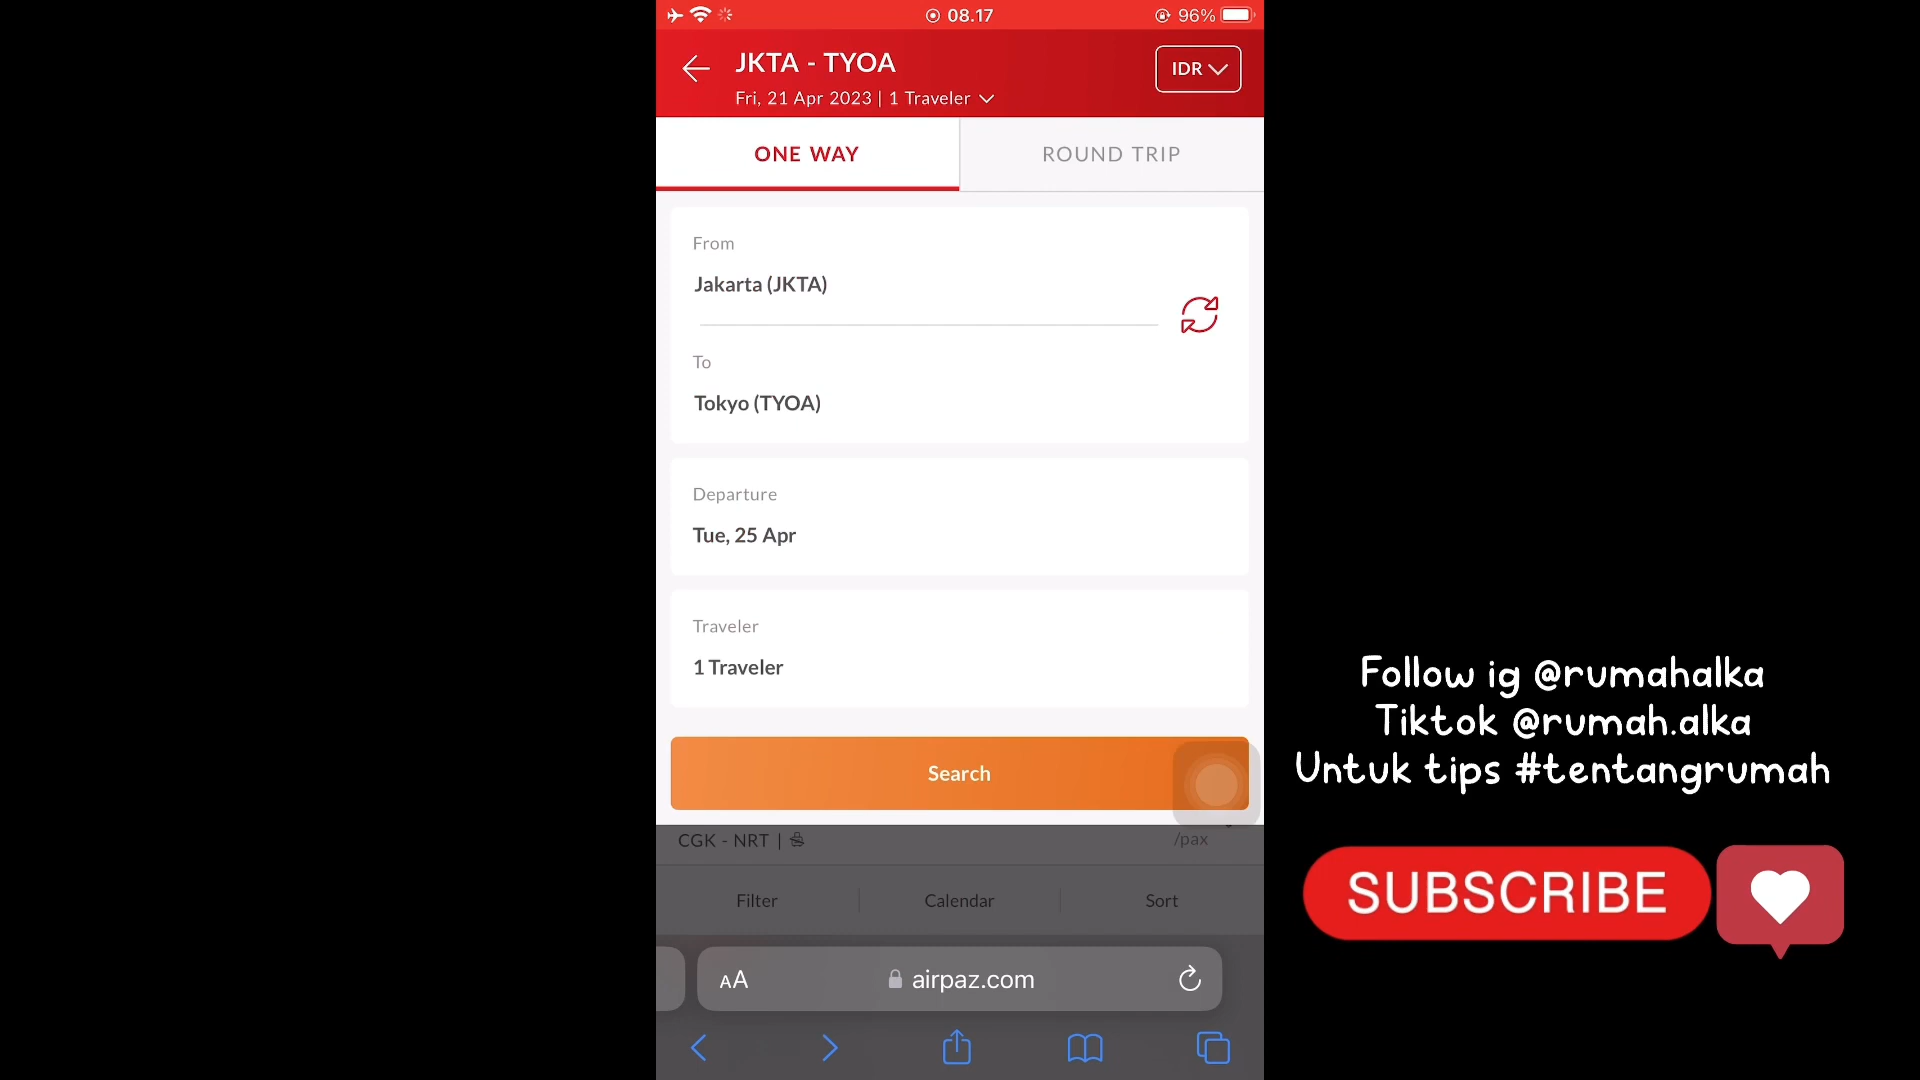 08.17
96%
JKTA - TYOA
IDR
Fri, 21 Apr 2023 | 1 Traveler
ONE WAY
ROUND TRIP
From
Jakarta (JKTA)
To
Tokyo (TYOA)
Departure
Tue, 25 Apr
Traveler
1 Traveler
Search
CGK - NRT |
/pax
Filter
Calendar
Sort
AA
airpaz.com
Follow ig @rumahalka
Tiktok @rumah.alka
Untuk tips #tentangrumah
SUBSCRIBE